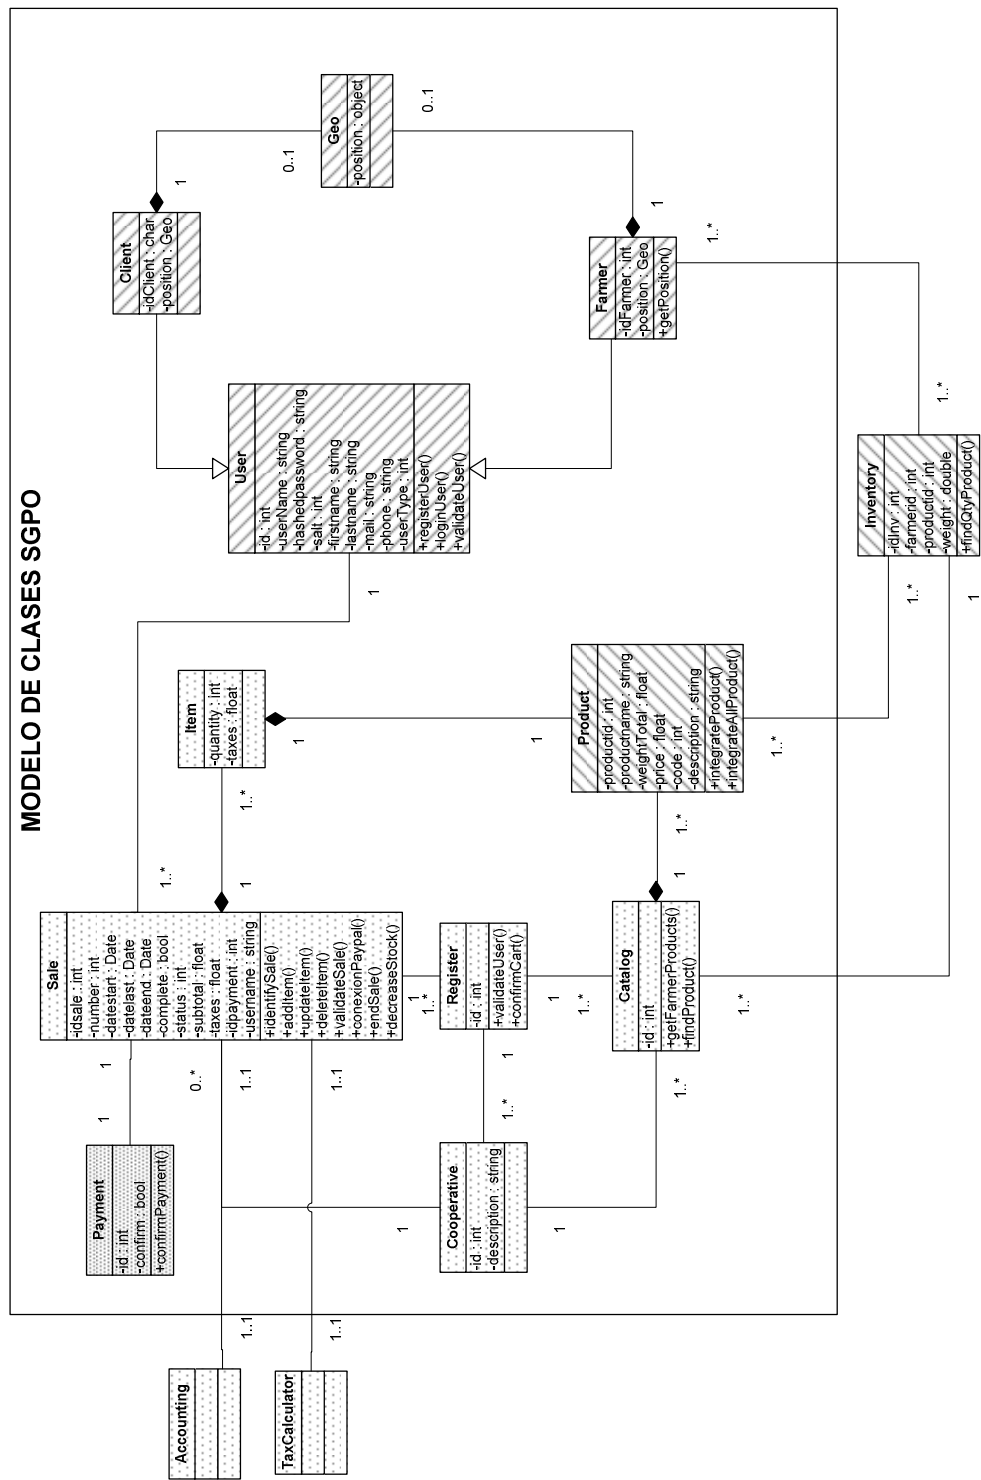 MODELO DE CLASES SGPO
Accounting
TaxCalculator
Payment
-id : int
-confirm : bool
+confirmPayment()
1
1
Sale
-idsale : int
-number : int
-datestart : Date
-datelast : Date
-dateend : Date
-complete : bool
-status : int
-subtotal : float
-taxes : float
-idpayment : int
-username : string
+identifySale()
+addItem()
+updateItem()
+deleteItem()
+validateSale()
+conexionPaypal()
+endSale()
+decreaseStock()
0..*
1..1
1..1
1..1
1..1
1..*
1
1
1..*
Item
-quantity : int
-taxes : float
1..*
1
1
User
-id : int
-userName : string
-hashedpassword : string
-salt : int
-firstname : string
-lastname : string
-mail : string
-phone : string
-userType : int
+registerUser()
+loginUser()
+validateUser()
1
Client
-idClient : char
-position : Geo
1
0..1
Geo
-position : object
0..1
1
Farmer
-idFarmer : int
-position : Geo
+getPosition()
1..*
1..*
Cooperative
-id : int
-description : string
1
1
1..*
1
Register
-id : int
+validateUser()
+confirmCart()
1
1..*
Catalog
-id : int
+getFarmerProducts()
+findProduct()
1..*
1..*
1
1..*
Product
-productid : int
-productname : string
-weightTotal : float
-price : float
-code : int
-description : string
+integrateProduct()
+integrateAllProduct()
1..*
1..*
1
Inventory
-idInv : int
-farmerid : int
-productid : int
-weight : double
+findQtyProduct()